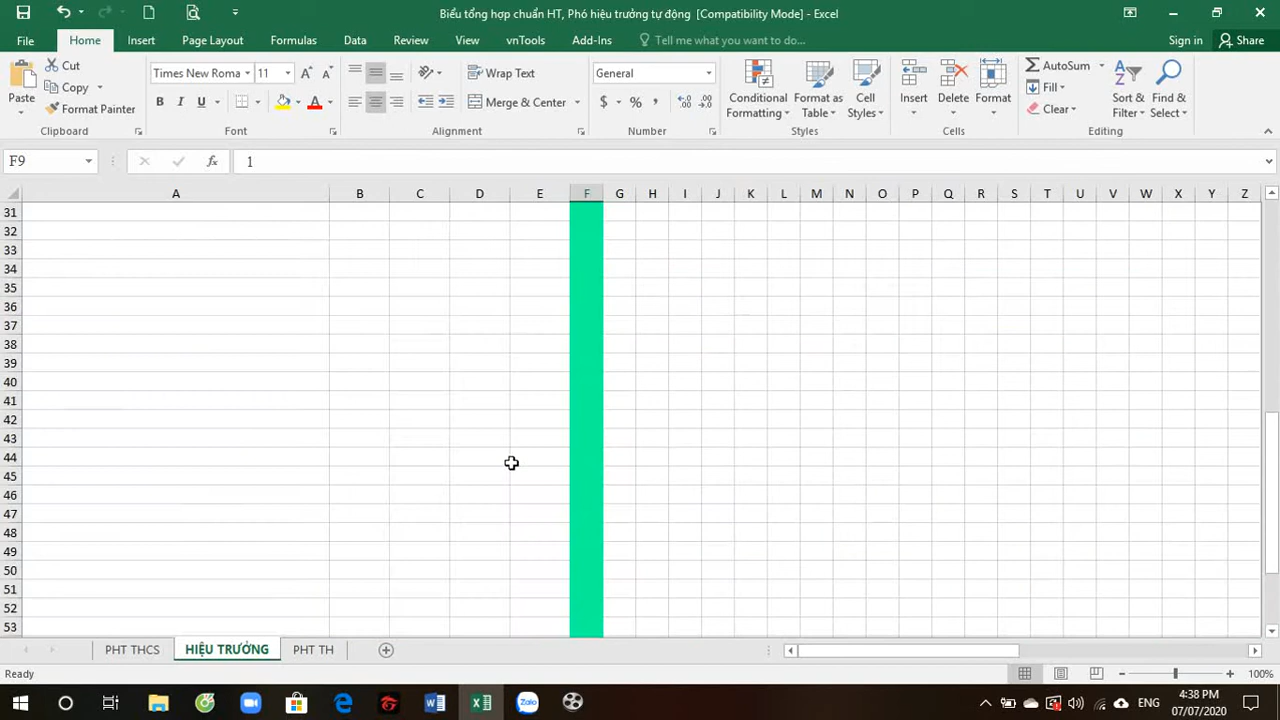 Biểu tổng hợp chuẩn HT, Phó hiệu trưởng tự động [Compatibility Mode] - Excel
File Home Insert Page Layout Formulas Data Review View vnTools Add-Ins Tell me what you want to do... Sign in Share
Paste
Cut
Copy
Format Painter
Clipboard
Times New Roma 11
B I U
Font
Wrap Text
Merge & Center
Alignment
General
$ % ,
Number
Conditional Formatting
Format as Table
Cell Styles
Styles
Insert
Delete
Format
Cells
AutoSum
Fill
Clear
Sort & Filter
Find & Select
Editing
F9 fx 1
A B C D E F G H I J K L M N O P Q R S T U V W X Y Z
31
32
33
34
35
36
37
38
39
40
41
42
43
44
45
46
47
48
49
50
51
52
53
PHT THCS HIỆU TRƯỞNG PHT TH
Ready 100%
Zalo
ENG
4:38 PM
07/07/2020